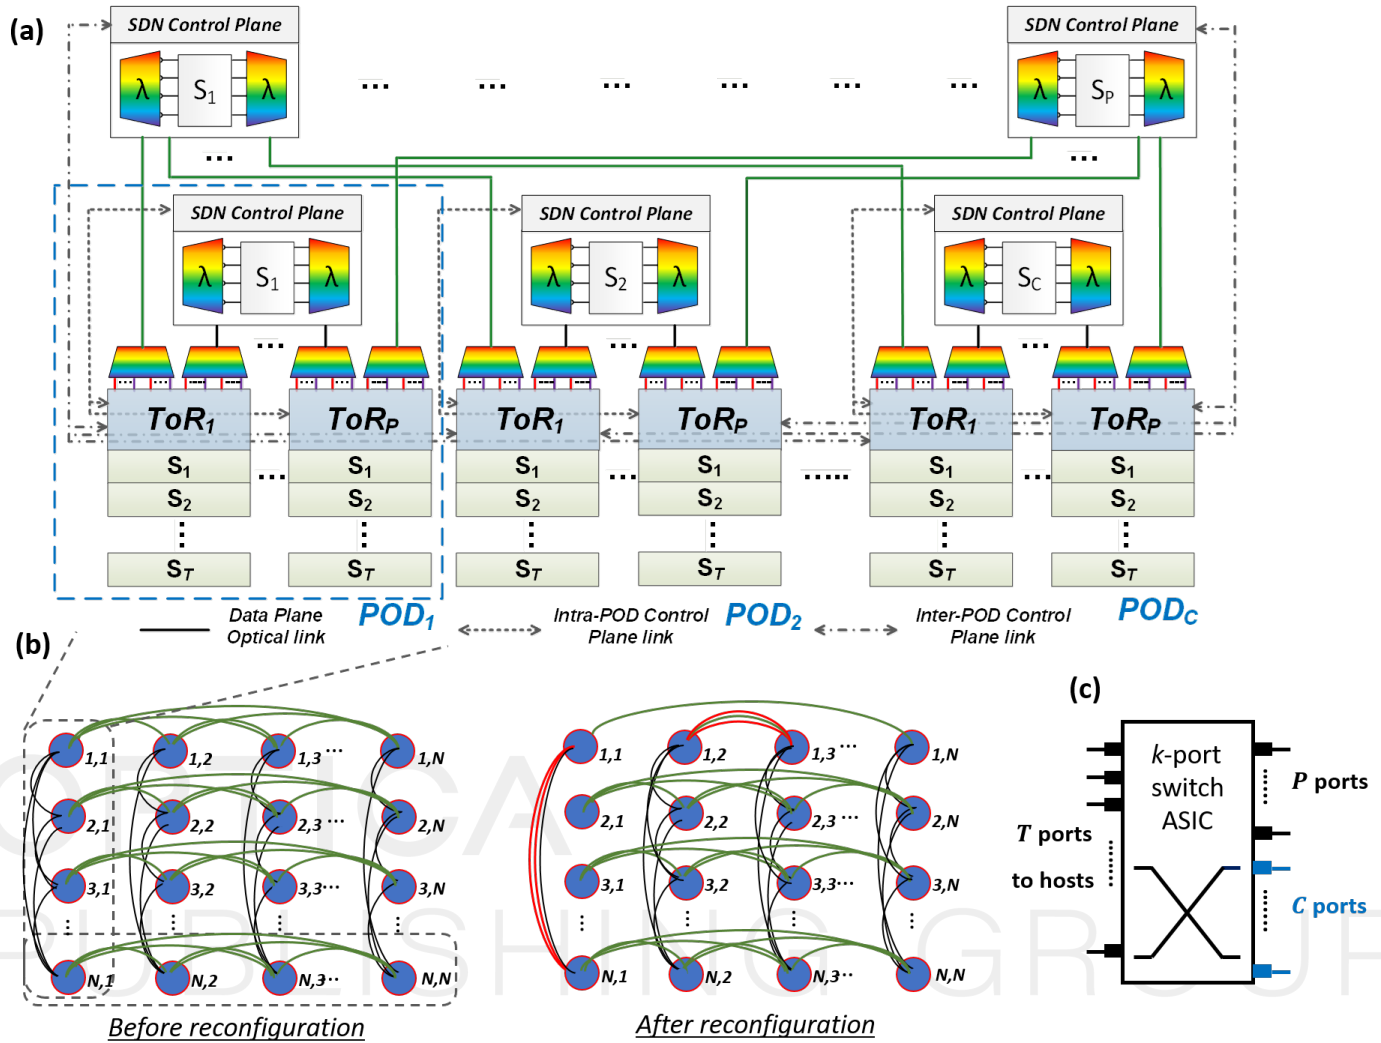 (a)
SDN Control Plane
SDN Control Plane
λ S1 λ
... ... ... ... ... ...
λ SP λ
... ...
SDN Control Plane
SDN Control Plane
SDN Control Plane
λ S1 λ
λ S2 λ
λ SC λ
... ... ...
ToR1 ToRP ToR1 ToRP ToR1 ToRP
S1 S1 S1 S1 S1 S1
... ... ...... ...
S2 S2 S2 S2 S2 S2
ST ST ST ST ST ST
POD1 POD2 PODC
Data Plane
Optical link
Intra-POD Control
Plane link
Inter-POD Control
Plane link
(b)
1,1 1,2 1,3 ... 1,N
2,1 2,2 2,3 ... 2,N
3,1 3,2 3,3 ... 3,N
N,1 N,2 N,3 ... N,N
Before reconfiguration
1,1 1,2 1,3 ... 1,N
2,1 2,2 2,3 ... 2,N
3,1 3,2 3,3 ... 3,N
N,1 N,2 N,3 ... N,N
After reconfiguration
(c)
k-port
switch
ASIC
P ports
T ports
to hosts
C ports
OPTICA
PUBLISHING GROUP